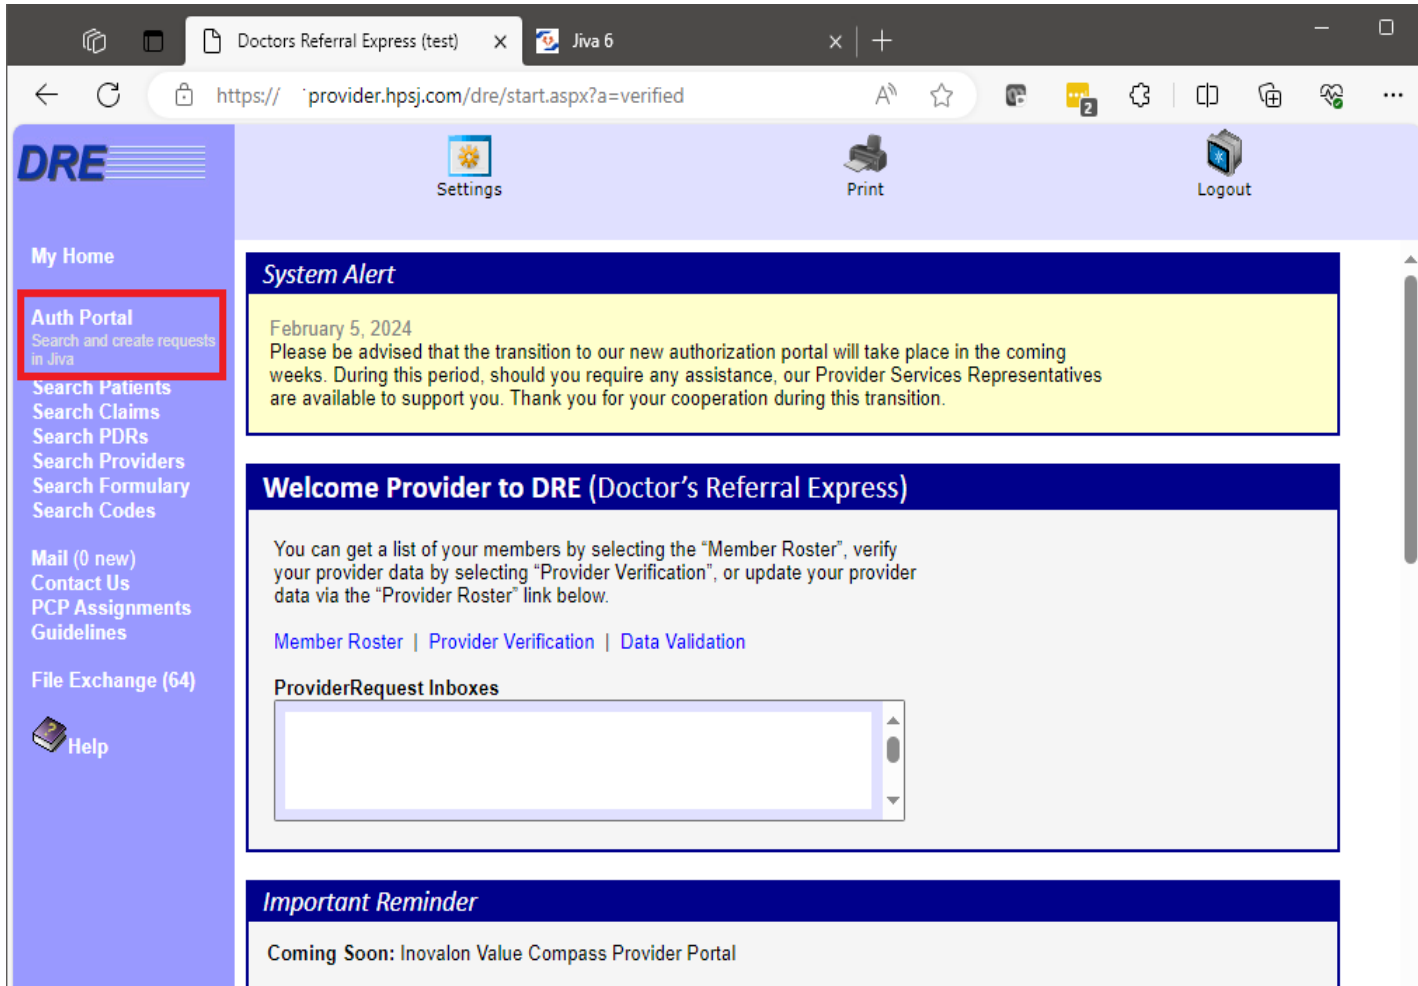 Doctors Referral Express (test)
Jiva 6
https:// provider.hpsj.com/dre/start.aspx?a=verified
2
DRE
Settings
Print
Logout
My Home
Auth Portal
Search and create requests
in Jiva
Search Patients
Search Claims
Search PDRs
Search Providers
Search Formulary
Search Codes
Mail (0 new)
Contact Us
PCP Assignments
Guidelines
File Exchange (64)
Help
System Alert
February 5, 2024
Please be advised that the transition to our new authorization portal will take place in the coming
weeks. During this period, should you require any assistance, our Provider Services Representatives
are available to support you. Thank you for your cooperation during this transition.
Welcome Provider to DRE (Doctor’s Referral Express)
You can get a list of your members by selecting the “Member Roster”, verify
your provider data by selecting “Provider Verification”, or update your provider
data via the “Provider Roster” link below.
Member Roster | Provider Verification | Data Validation
ProviderRequest Inboxes
Important Reminder
Coming Soon: Inovalon Value Compass Provider Portal